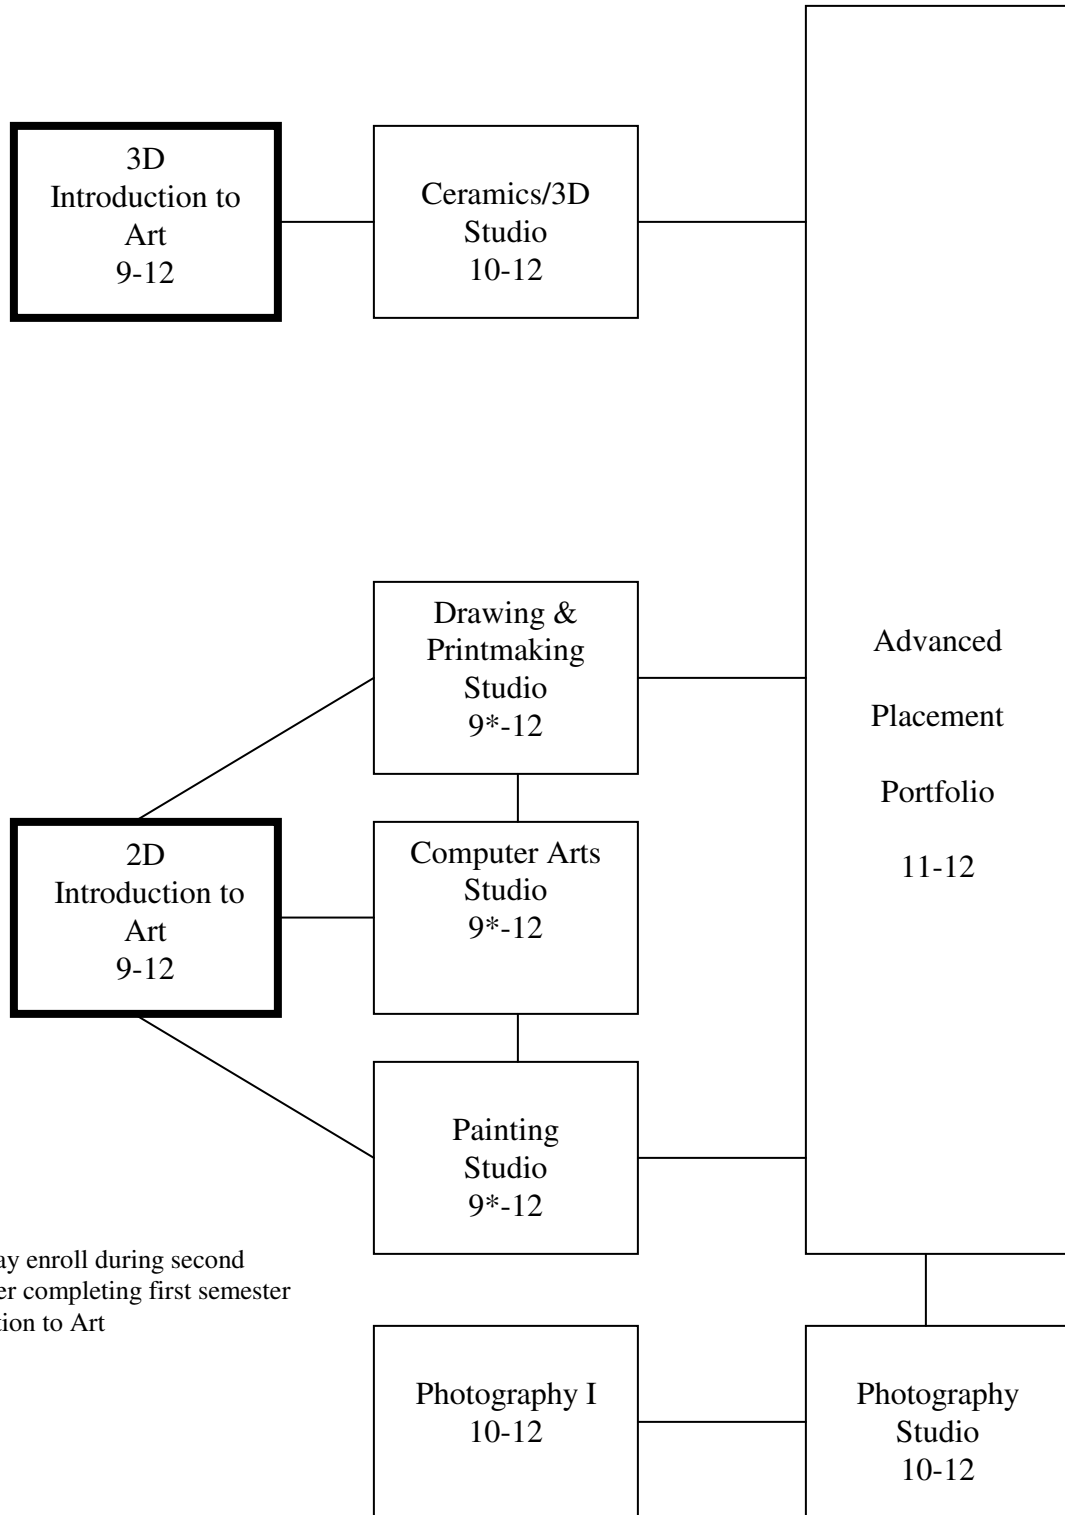 3D
Introduction to
Art
9-12
Ceramics/3D
Studio
10-12
Drawing &
Printmaking
Studio
9*-12
Advanced
Placement
Portfolio
11-12
2D
Introduction to
Art
9-12
Computer Arts
Studio
9*-12
Painting
Studio
9*-12
ay enroll during second
er completing first semester
tion to Art
Photography I
10-12
Photography
Studio
10-12